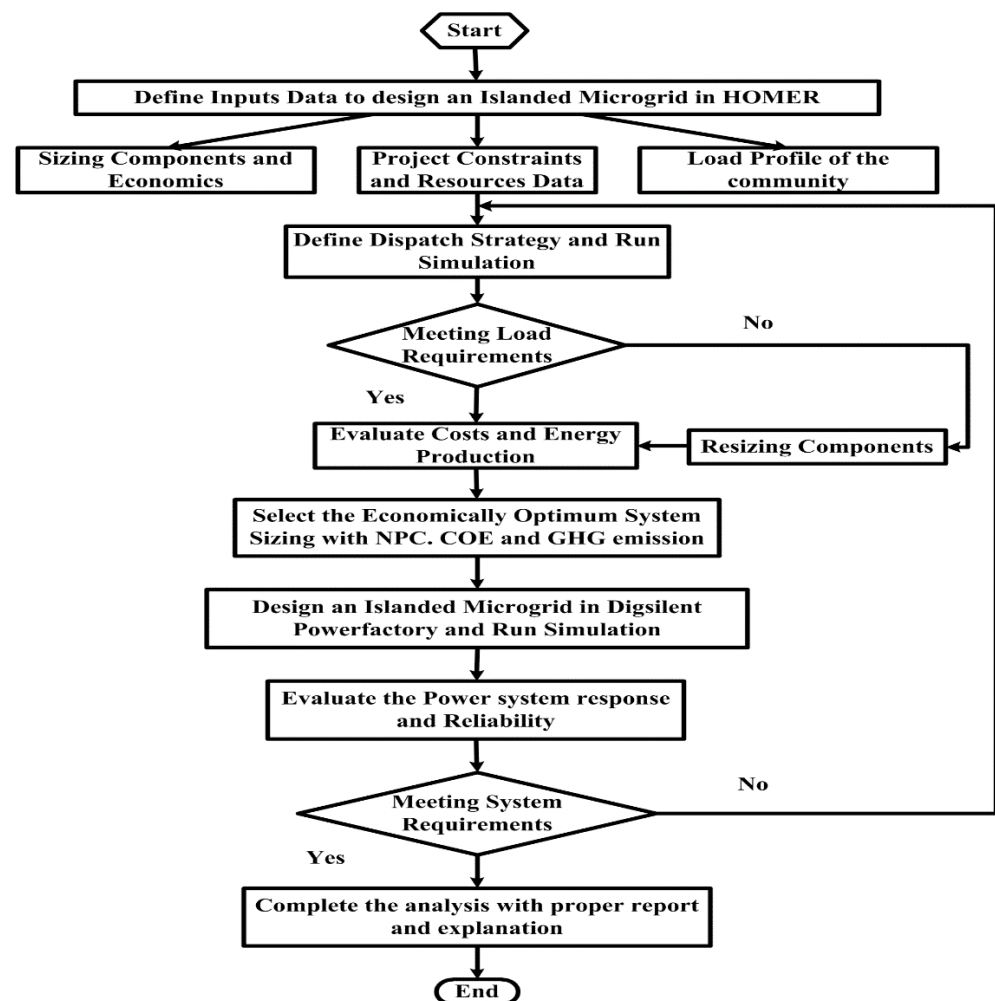 Start
Define Inputs Data to design an Islanded Microgrid in HOMER
Sizing Components and
Economics
Project Constraints
and Resources Data
Load Profile of the
community
Define Dispatch Strategy and Run
Simulation
Meeting Load
Requirements
No
Yes
Evaluate Costs and Energy
Production
Resizing Components
Select the Economically Optimum System
Sizing with NPC. COE and GHG emission
Design an Islanded Microgrid in Digsilent
Powerfactory and Run Simulation
Evaluate the Power system response
and Reliability
Meeting System
Requirements
No
Yes
Complete the analysis with proper report
and explanation
End